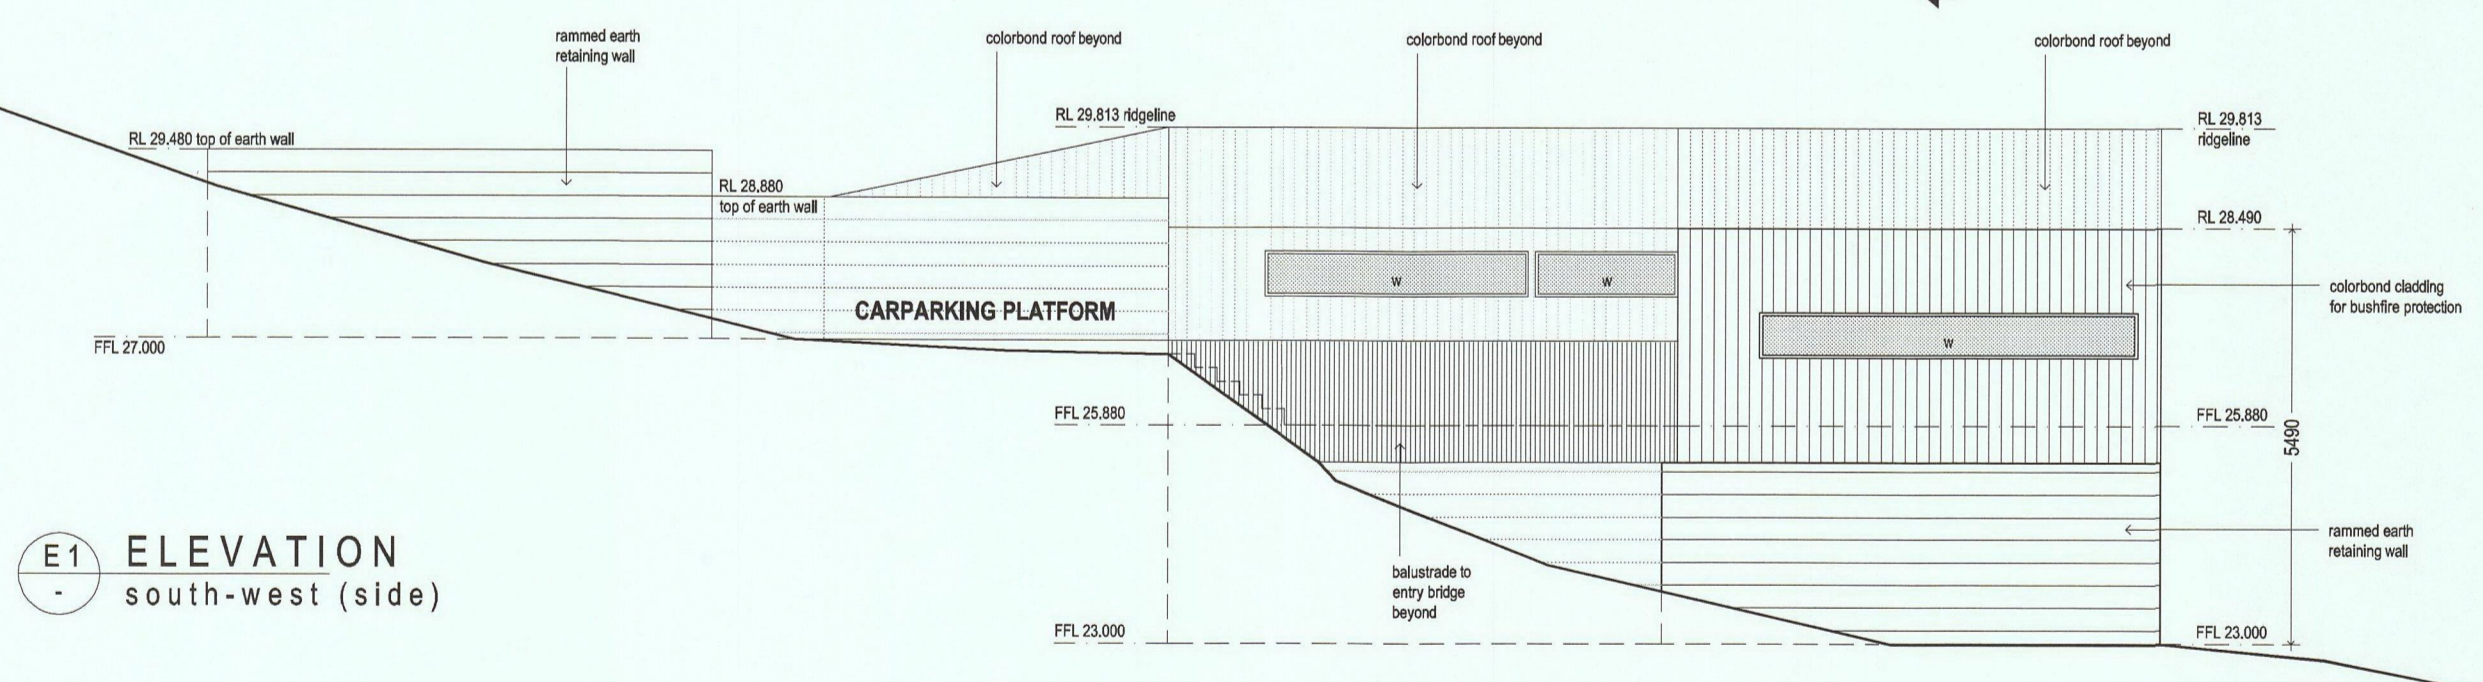 rammed earth
retaining wall
colorbond roof beyond
colorbond roof beyond
colorbond roof beyond
RL 29.480 top of earth wall
RL 29.813 ridgeline
RL 29.813
ridgeline
RL 28.880
top of earth wall
RL 28.490
W
W
colorbond cladding
for bushfire protection
CARPARKING PLATFORM
W
FFL 27.000
FFL 25.880
FFL 25.880
5490
E1
-
ELEVATION
south-west (side)
rammed earth
retaining wall
balustrade to
entry bridge
beyond
FFL 23.000
FFL 23.000